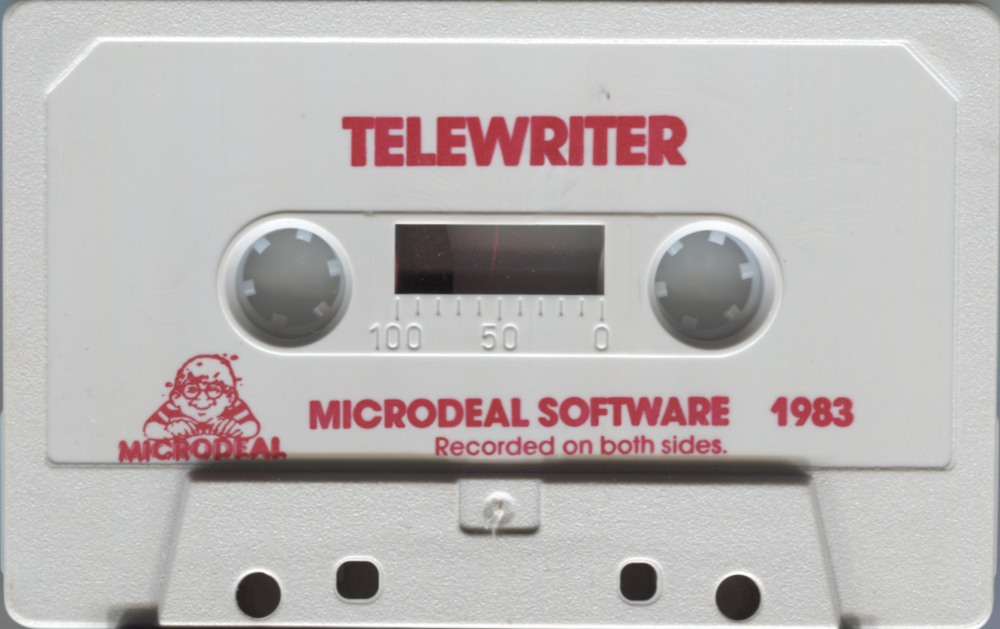 TELEWRITER
100 50 0
MICRODEAL
MICRODEAL SOFTWARE 1983
Recorded on both sides.